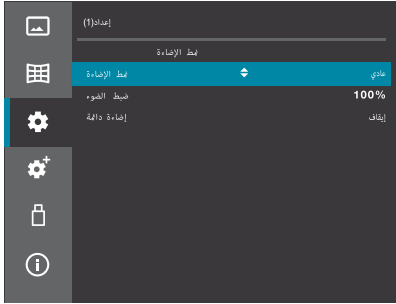 إعداد(1)
نمط الإضاءة
نمط الإضاءة عادي
ضبط الضوء 100%
إضاءة دائمة إيقاف